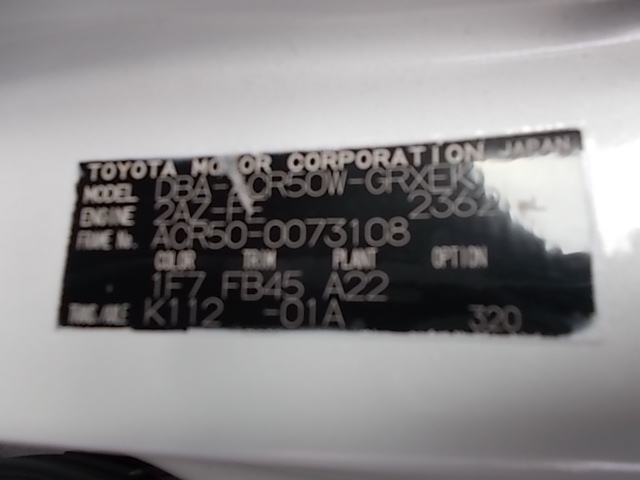 TOYOTA MOTOR CORPORATION JAPAN
MODEL DBA-ACR50W-GRXEK
ENGINE 2AZ-FE 2362
FRAME No. ACR50-0073108
COLOR TRIM PLANT OPTION
1F7 FB45 A22
TRANS/AXLE K112 -01A 320